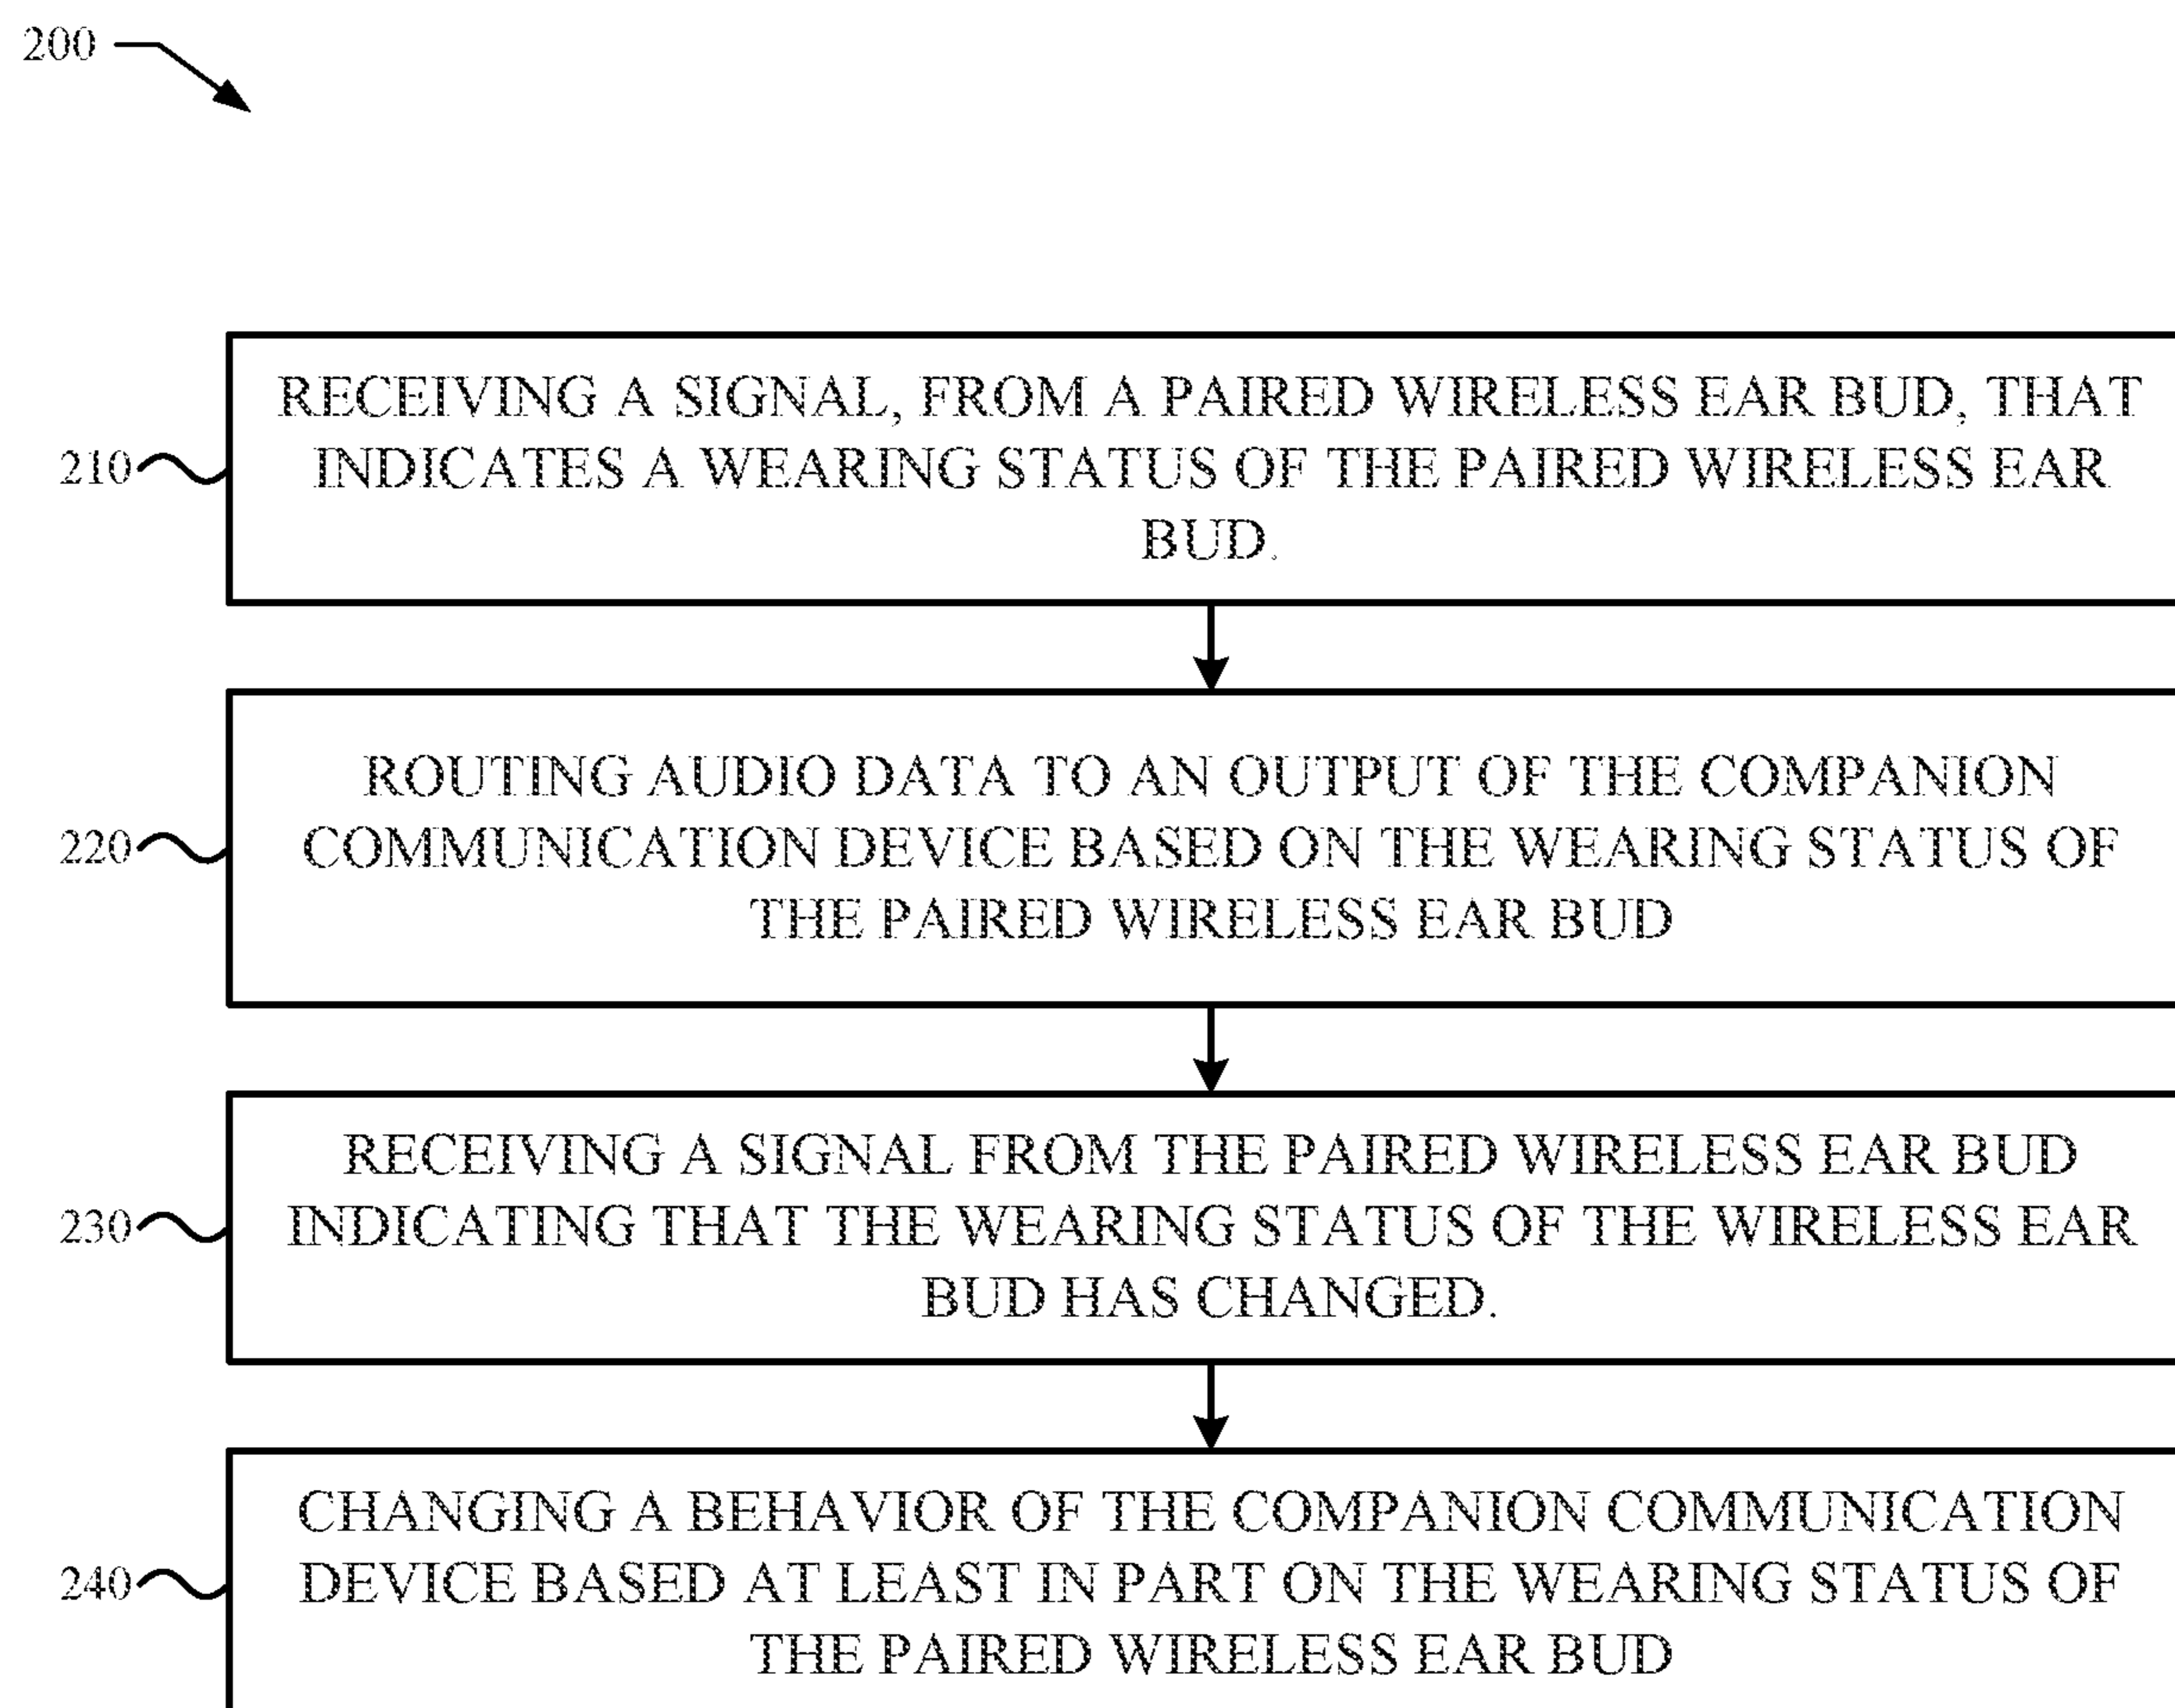 200
RECEIVING A SIGNAL, FROM A PAIRED WIRELESS EAR BUD, THAT
INDICATES A WEARING STATUS OF THE PAIRED WIRELESS EAR
BUD.
210
ROUTING AUDIO DATA TO AN OUTPUT OF THE COMPANION
COMMUNICATION DEVICE BASED ON THE WEARING STATUS OF
THE PAIRED WIRELESS EAR BUD
220
RECEIVING A SIGNAL FROM THE PAIRED WIRELESS EAR BUD
INDICATING THAT THE WEARING STATUS OF THE WIRELESS EAR
BUD HAS CHANGED.
230
CHANGING A BEHAVIOR OF THE COMPANION COMMUNICATION
DEVICE BASED AT LEAST IN PART ON THE WEARING STATUS OF
THE PAIRED WIRELESS EAR BUD
240